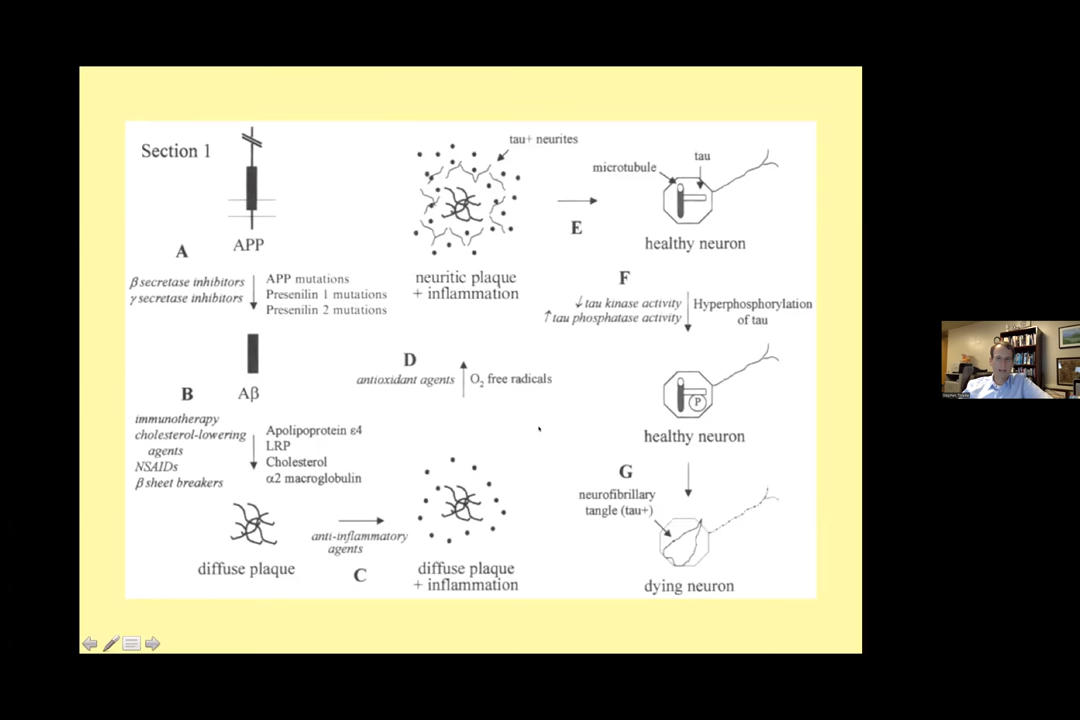 Section 1
APP
A
β secretase inhibitors
γ secretase inhibitors
APP mutations
Presenilin 1 mutations
Presenilin 2 mutations
Aβ
B
immunotherapy
cholesterol-lowering
agents
NSAIDs
β sheet breakers
Apolipoprotein ε4
LRP
Cholesterol
α2 macroglobulin
diffuse plaque
anti-inflammatory
agents
C
diffuse plaque
+ inflammation
D
antioxidant agents
O2 free radicals
tau+ neurites
neuritic plaque
+ inflammation
E
microtubule
tau
healthy neuron
F
↓ tau kinase activity
↑ tau phosphatase activity
Hyperphosphorylation
of tau
P
healthy neuron
G
neurofibrillary
tangle (tau+)
dying neuron